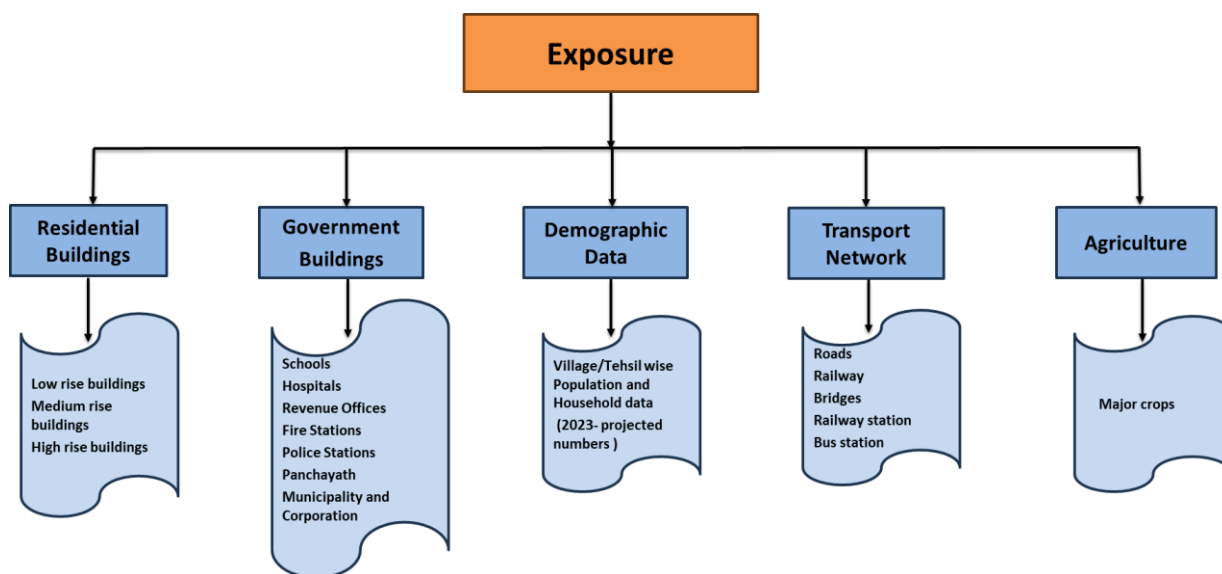 Exposure
Residential
Buildings
Government
Buildings
Demographic
Data
Transport
Network
Agriculture
Low rise buildings
Medium rise
buildings
High rise buildings
Schools
Hospitals
Revenue Offices
Fire Stations
Police Stations
Panchayath
Municipality and
Corporation
Village/Tehsil wise
Population and
Household data
(2023- projected
numbers )
Roads
Railway
Bridges
Railway station
Bus station
Major crops